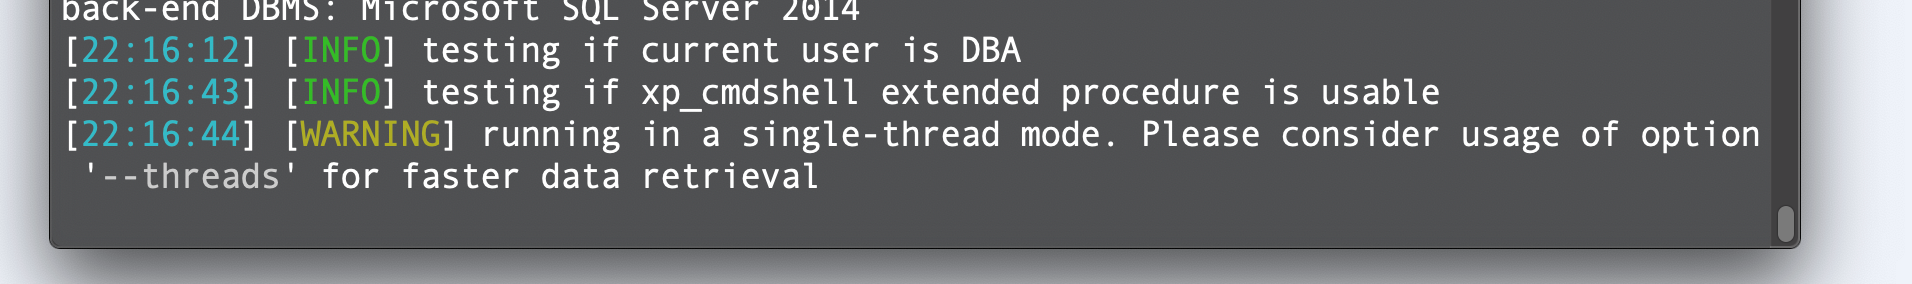 back-end DBMS: Microsoft SQL Server 2014
[22:16:12] [INFO] testing if current user is DBA
[22:16:43] [INFO] testing if xp_cmdshell extended procedure is usable
[22:16:44] [WARNING] running in a single-thread mode. Please consider usage of option
'--threads' for faster data retrieval